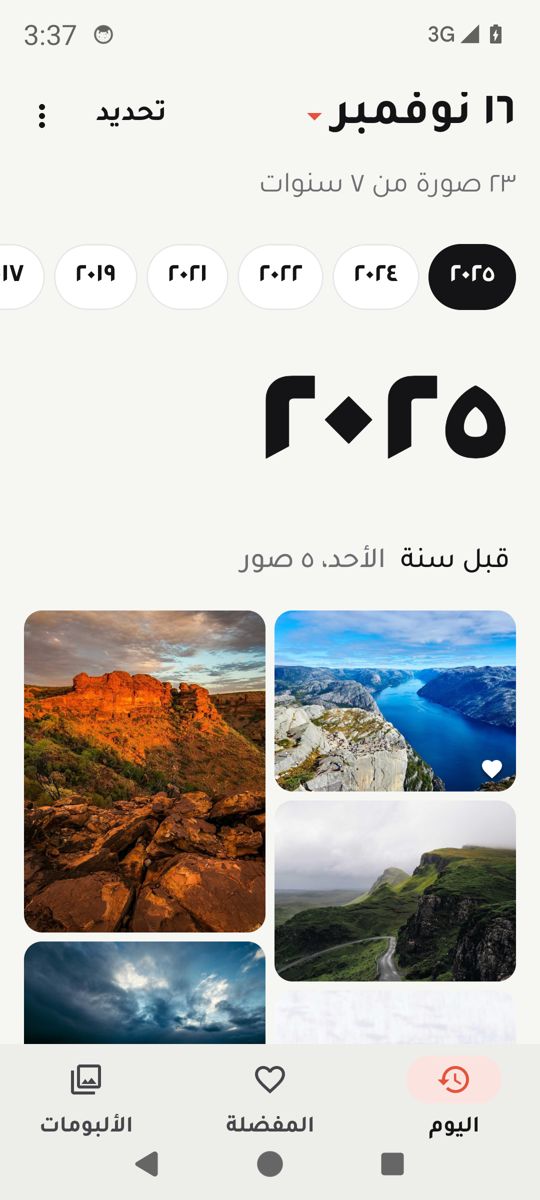 3:37 3G
١٦ نوفمبر تحديد
٢٣ صورة من ٧ سنوات
٢٠٢٥ ٢٠٢٤ ٢٠٢٢ ٢٠٢١ ٢٠١٩
٢٠٢٥
قبل سنة الأحد، ٥ صور
اليوم المفضلة الألبومات